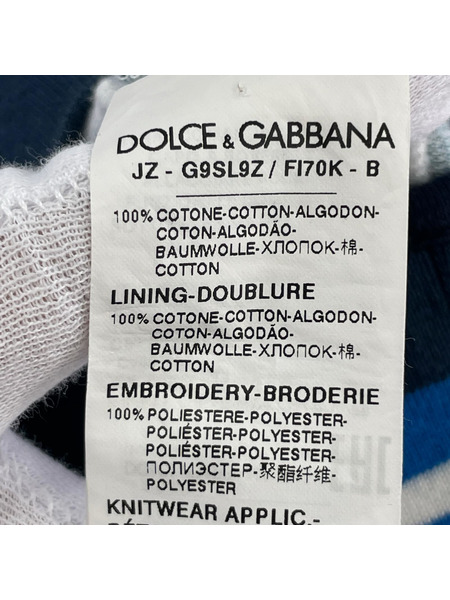 DOLCE & GABBANA
JZ - G9SL9Z / FI70K - B
100% COTONE-COTTON-ALGODON-
COTON-ALGODÃO-
BAUMWOLLE-ХЛОПОК-棉-
COTTON
LINING-DOUBLURE
100% COTONE-COTTON-ALGODON-
COTON-ALGODÃO-
BAUMWOLLE-ХЛОПОК-棉-
COTTON
EMBROIDERY-BRODERIE
100% POLIESTERE-POLYESTER-
POLIÉSTER-POLYESTER-
POLIÉSTER-POLYESTER-
ПОЛИЭСТЕР-聚酯纤维-
POLYESTER
KNITWEAR APPLIC.-